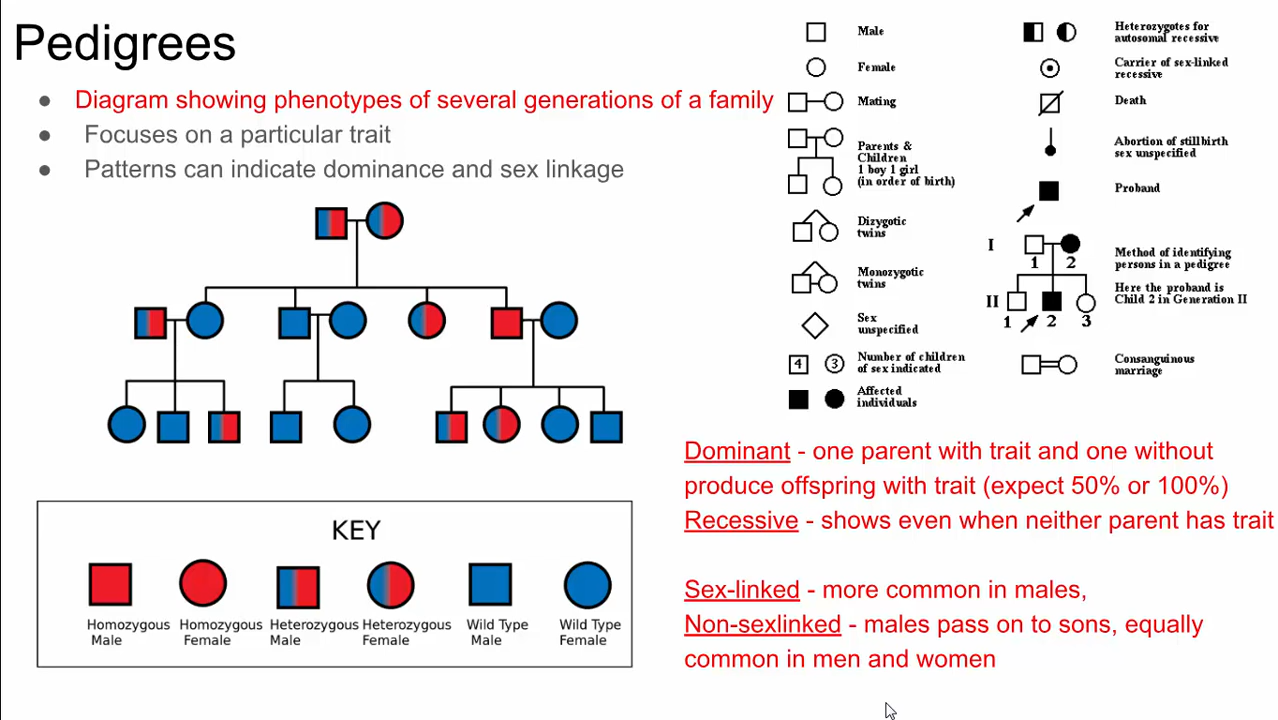 Pedigrees
● Diagram showing phenotypes of several generations of a family
● Focuses on a particular trait
● Patterns can indicate dominance and sex linkage
KEY
Homozygous Male
Homozygous Female
Heterozygous Male
Heterozygous Female
Wild Type Male
Wild Type Female
Male
Female
Mating
Parents &
Children
1 boy 1 girl
(in order of birth)
Dizygotic
twins
Monozygotic
twins
Sex
unspecified
4 3 Number of children
of sex indicated
Affected
individuals
Heterozygotes for
autosomal recessive
Carrier of sex-linked
recessive
Death
Abortion of stillbirth
sex unspecified
Proband
I
1 2
II
1 2 3
Method of identifying
persons in a pedigree
Here the proband is
Child 2 in Generation II
Consanguinous
marriage
Dominant - one parent with trait and one without
produce offspring with trait (expect 50% or 100%)
Recessive - shows even when neither parent has trait
Sex-linked - more common in males,
Non-sexlinked - males pass on to sons, equally
common in men and women